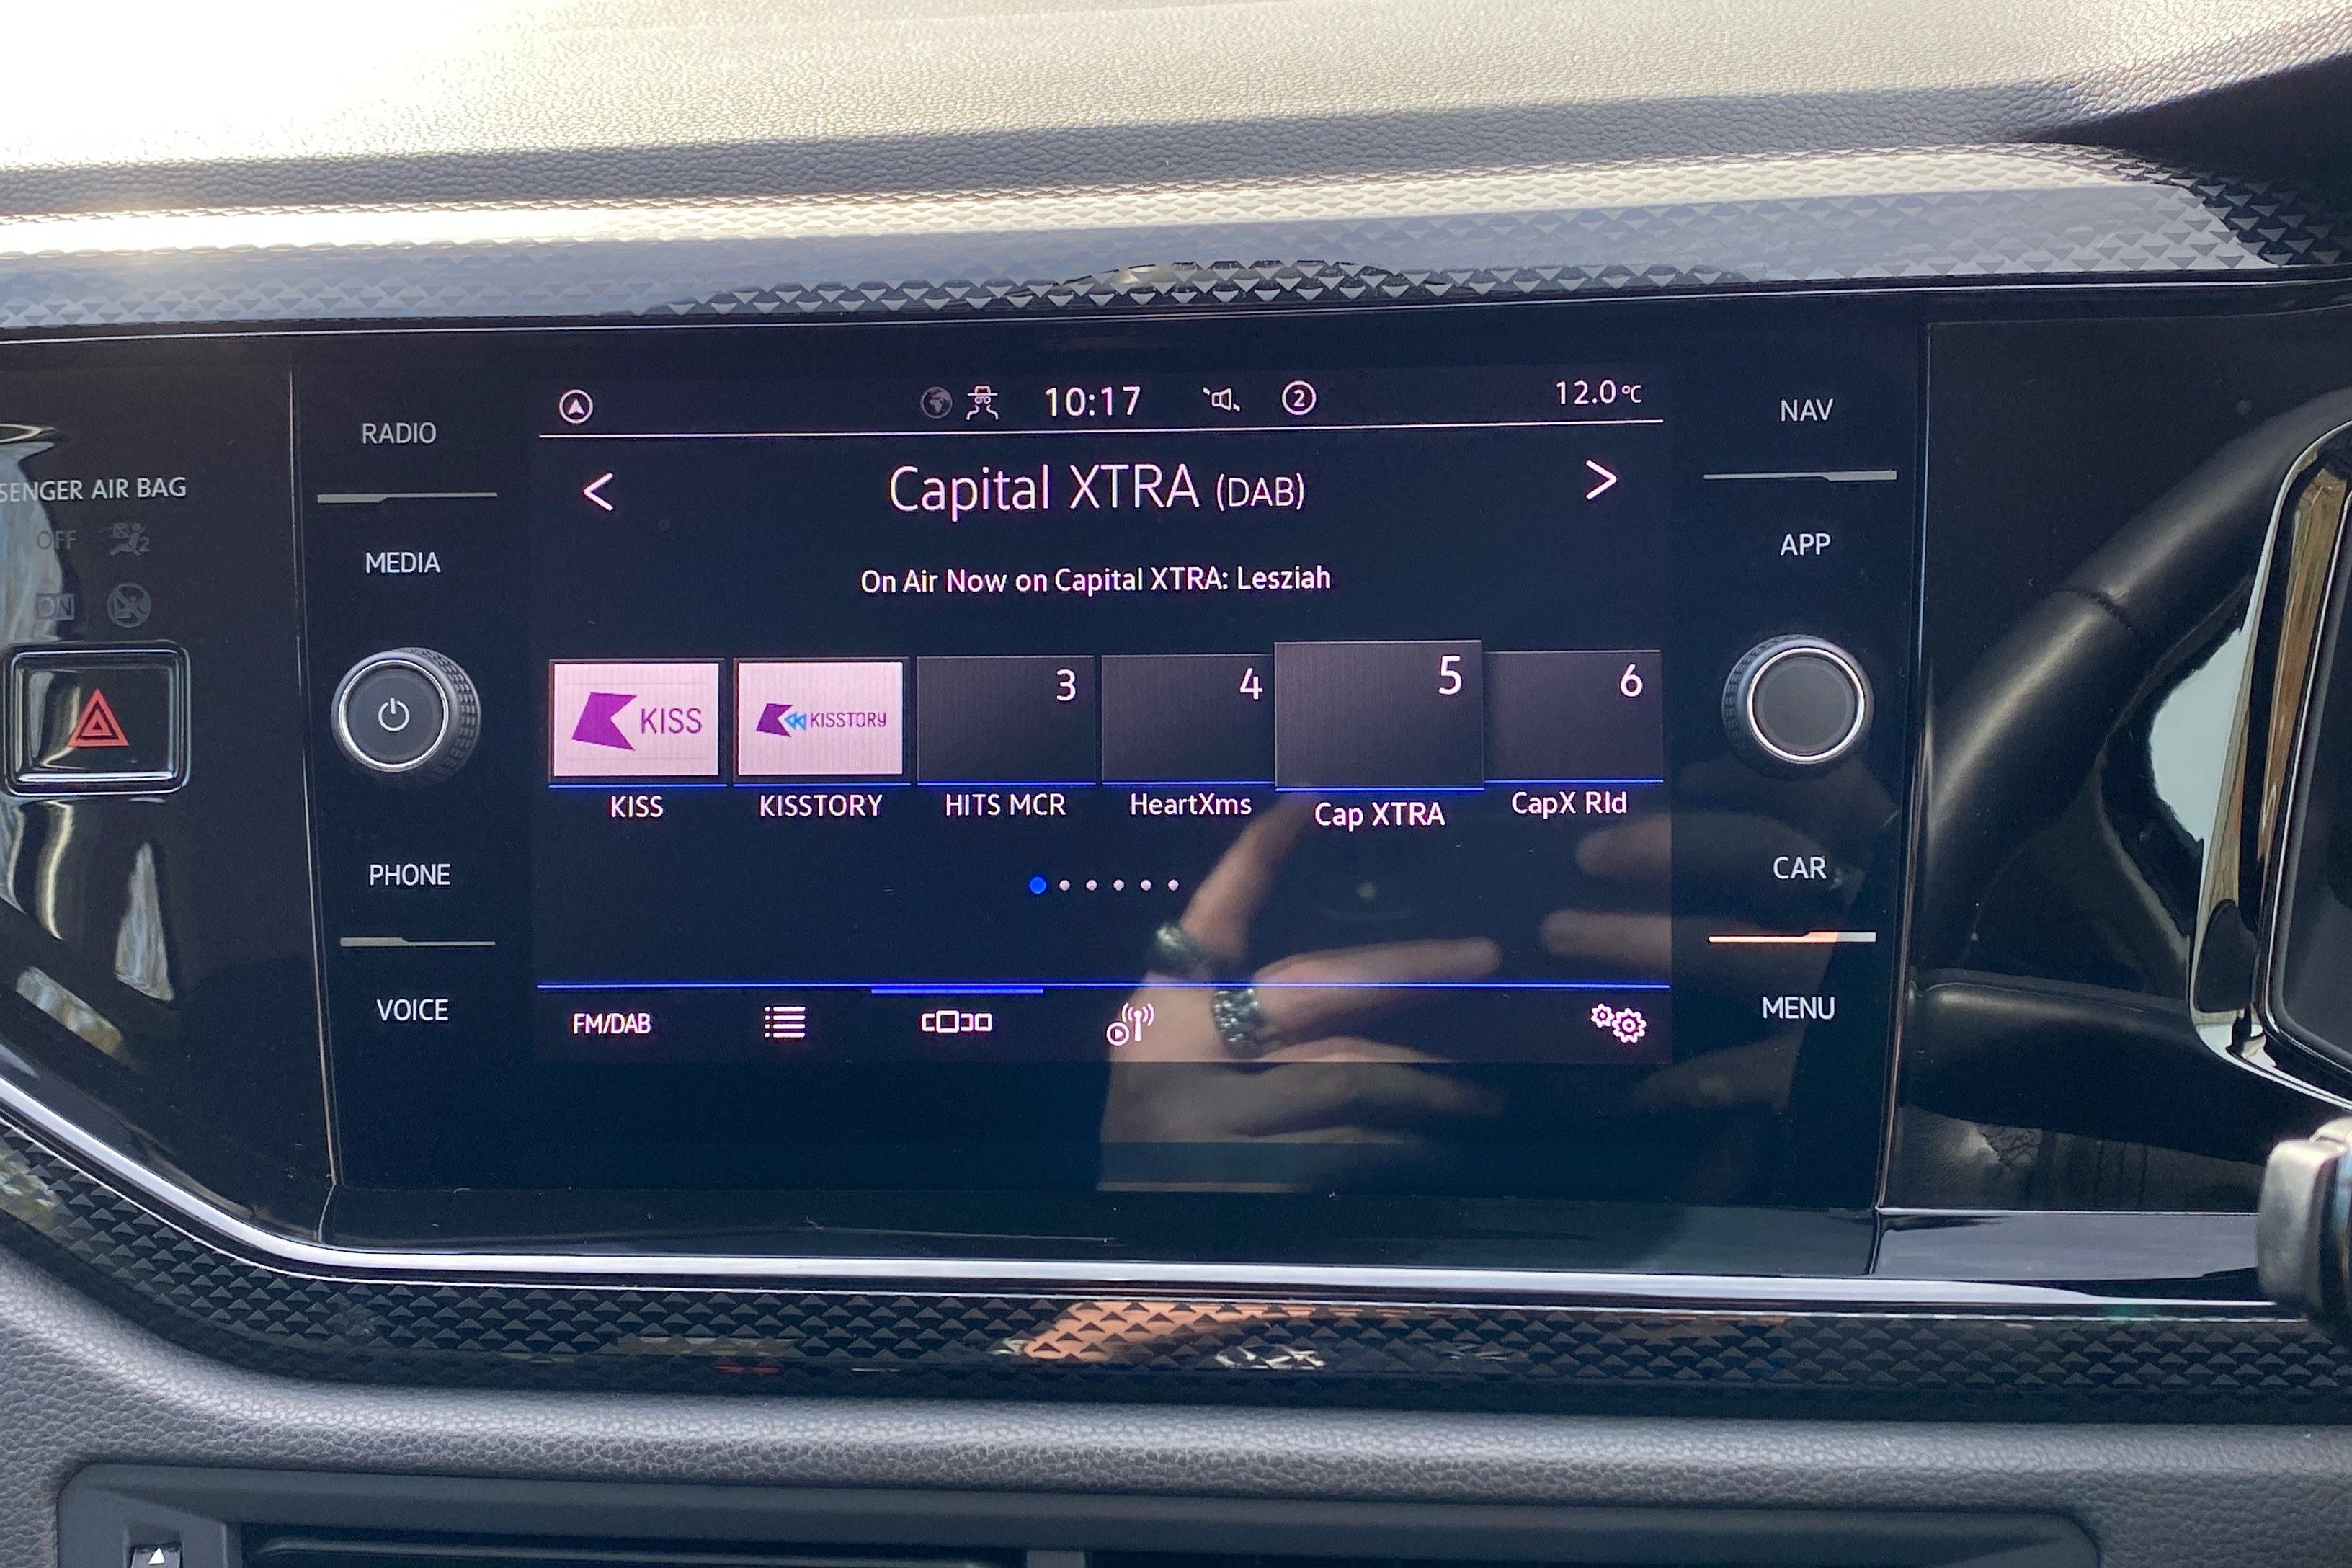 10:17
2
12.0°C
RADIO
NAV
Capital XTRA (DAB)
SENGER AIR BAG
OFF
2
ON
MEDIA
APP
On Air Now on Capital XTRA: Lesziah
KISS
KISSTORY
3
4
5
6
KISS
KISSTORY
HITS MCR
HeartXms
Cap XTRA
CapX Rld
PHONE
CAR
VOICE
MENU
FM/DAB